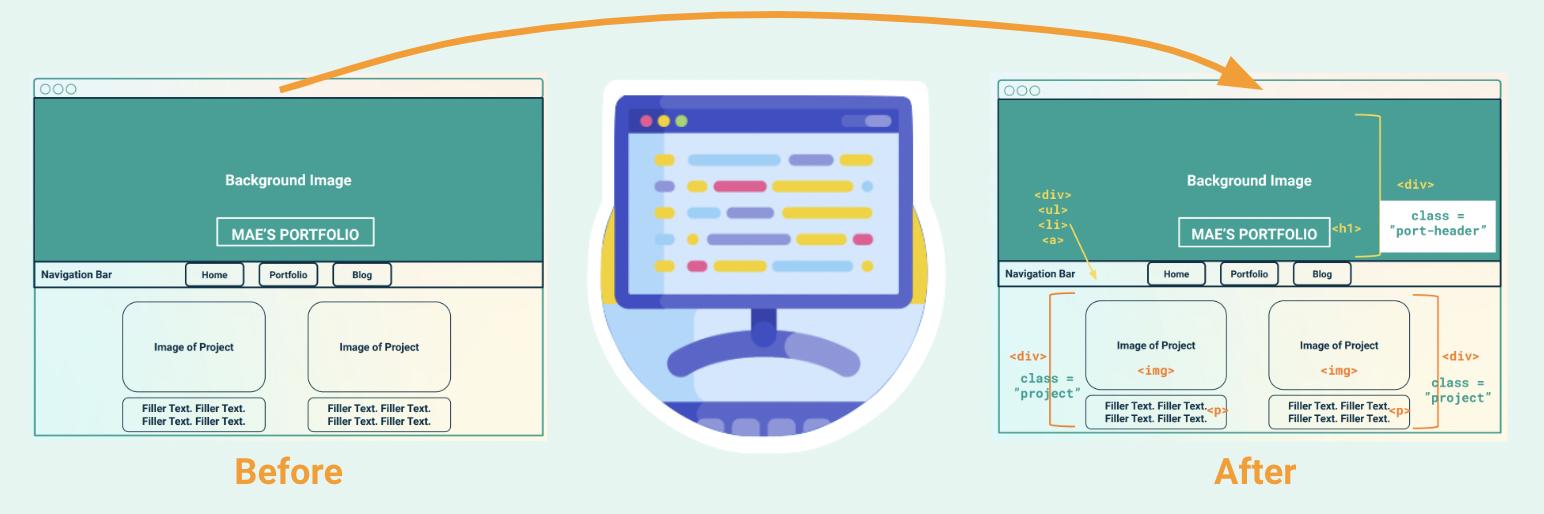 Background Image
MAE'S PORTFOLIO
Navigation Bar
Home
Portfolio
Blog
Image of Project
Image of Project
Filler Text. Filler Text.
Filler Text. Filler Text.
Filler Text. Filler Text.
Filler Text. Filler Text.
Before
Background Image
<div>
class =
"port-header"
<div>
<ul>
<li>
<a>
MAE'S PORTFOLIO
<h1>
Navigation Bar
Home
Portfolio
Blog
<div>
class =
"project"
Image of Project
<img>
Image of Project
<img>
<div>
class =
"project"
Filler Text. Filler Text.
Filler Text. Filler Text.
<p>
Filler Text. Filler Text.
Filler Text. Filler Text.
<p>
After